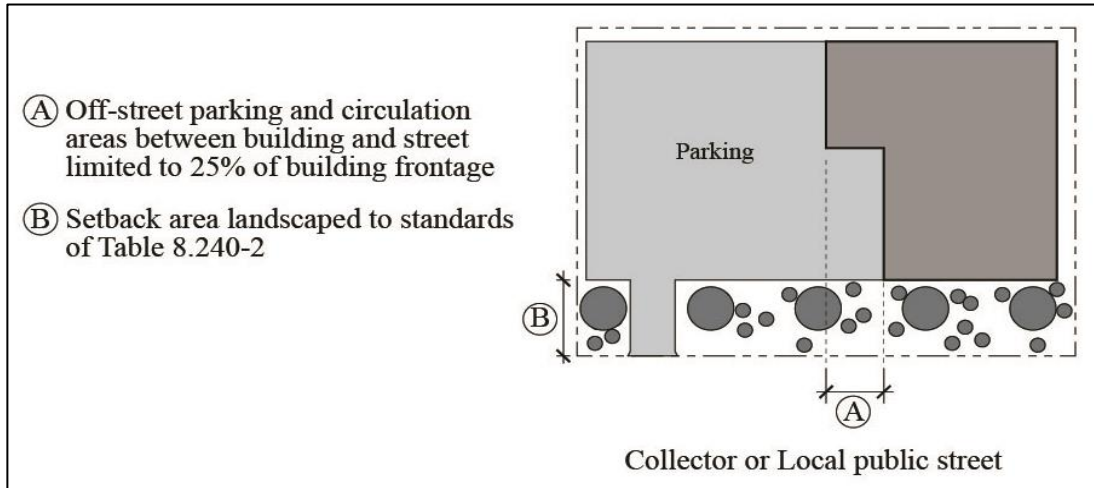 Ⓐ Off-street parking and circulation
areas between building and street
limited to 25% of building frontage
Ⓑ Setback area landscaped to standards
of Table 8.240-2
Parking
Ⓑ
Ⓐ
Collector or Local public street